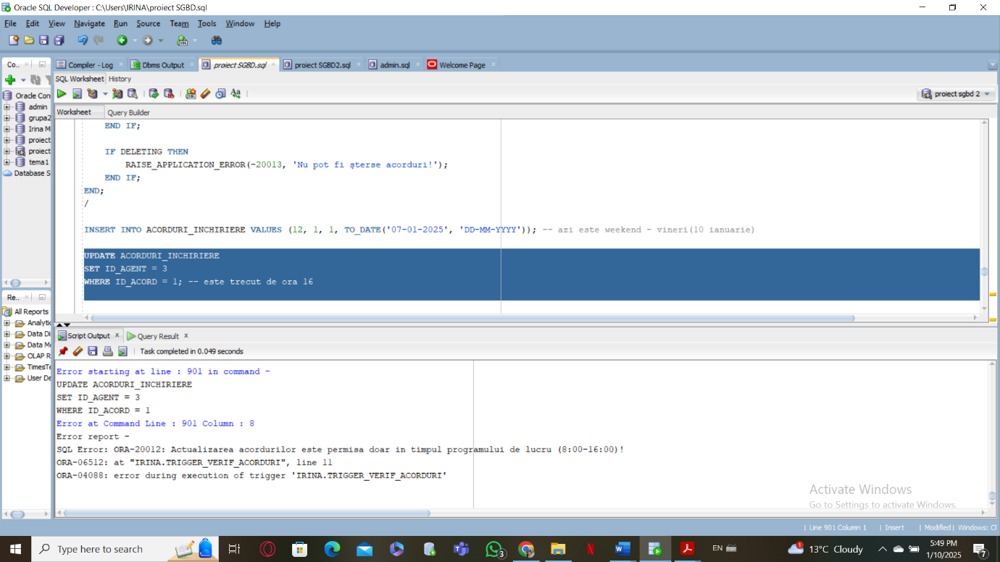 Oracle SQL Developer : C:\Users\IRINA\proiect SGBD.sql
File Edit View Navigate Run Source Team Tools Window Help
Co..
Compiler - Log
Dbms Output
proiect SGBD.sql
proiect SGBD2.sql
admin.sql
Welcome Page
SQL Worksheet History
proiect sgbd 2
Worksheet Query Builder
Oracle Con
admin
grupa2
Irina M
proiect
proiect
tema1
Database S
END IF;
IF DELETING THEN
RAISE_APPLICATION_ERROR(-20013, 'Nu pot fi șterse acorduri!');
END IF;
END;
/
INSERT INTO ACORDURI_INCHIRIERE VALUES (12, 1, 1, TO_DATE('07-01-2025', 'DD-MM-YYYY')); -- azi este weekend - vineri(10 ianuarie)
UPDATE ACORDURI_INCHIRIERE
SET ID_AGENT = 3
WHERE ID_ACORD = 1; -- este trecut de ora 16
Re..
All Reports
Analytic
Data Di
Data M
OLAP R
TimesTe
User De
Script Output
Query Result
Task completed in 0.049 seconds
Error starting at line : 901 in command -
UPDATE ACORDURI_INCHIRIERE
SET ID_AGENT = 3
WHERE ID_ACORD = 1
Error at Command Line : 901 Column : 8
Error report -
SQL Error: ORA-20012: Actualizarea acordurilor este permisa doar in timpul programului de lucru (8:00-16:00)!
ORA-06512: at "IRINA.TRIGGER_VERIF_ACORDURI", line 11
ORA-04088: error during execution of trigger 'IRINA.TRIGGER_VERIF_ACORDURI'
Activate Windows
Go to Settings to activate Windows.
Line 901 Column 1 | Insert | Modified | Windows: C
Type here to search
3
EN
1
13°C Cloudy
5:49 PM
1/10/2025
7